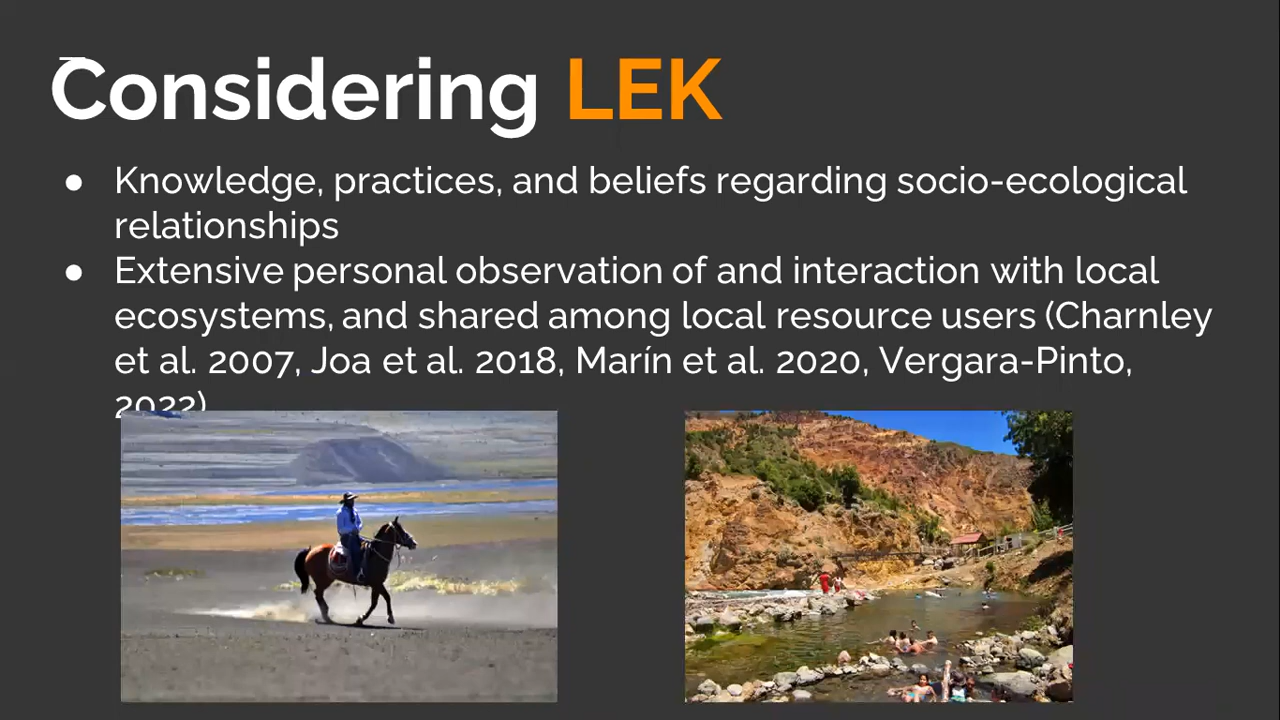 Considering LEK
● Knowledge, practices, and beliefs regarding socio-ecological
relationships
● Extensive personal observation of and interaction with local
ecosystems, and shared among local resource users (Charnley
et al. 2007, Joa et al. 2018, Marín et al. 2020, Vergara-Pinto,
2022)